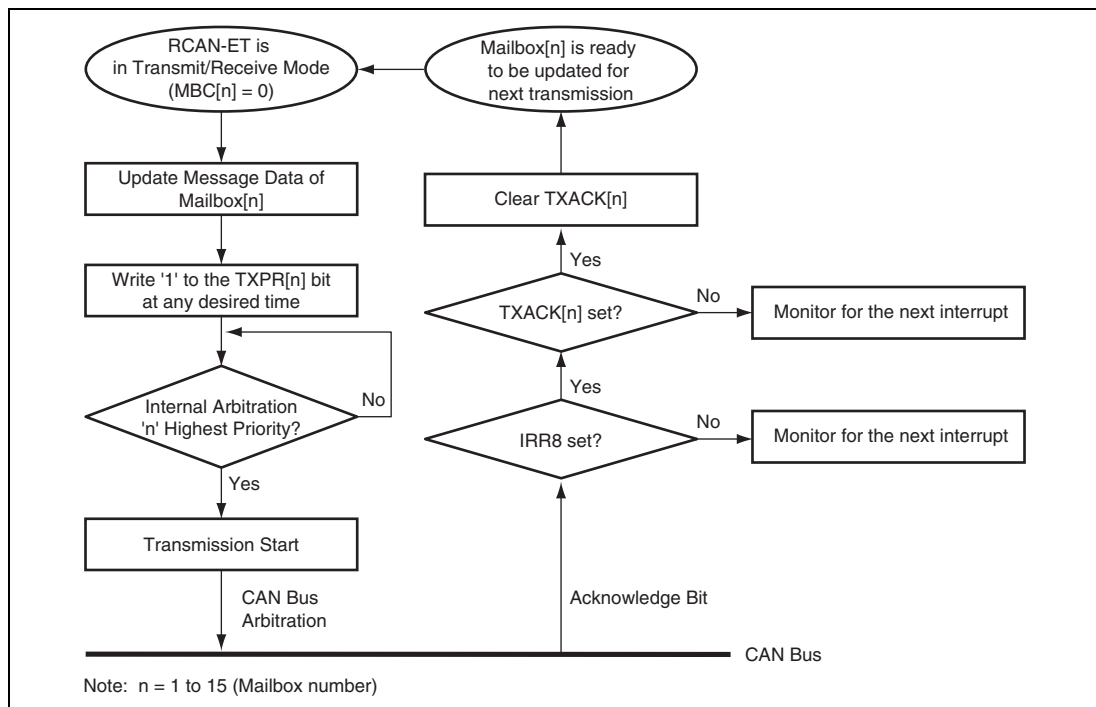 RCAN-ET is
in Transmit/Receive Mode
(MBC[n] = 0)
Update Message Data of
Mailbox[n]
Write '1' to the TXPR[n] bit
at any desired time
Internal Arbitration
'n' Highest Priority?
No
Yes
Transmission Start
CAN Bus
Arbitration
Mailbox[n] is ready
to be updated for
next transmission
Clear TXACK[n]
Yes
TXACK[n] set?
No
Monitor for the next interrupt
Yes
IRR8 set?
No
Monitor for the next interrupt
Acknowledge Bit
CAN Bus
Note: n = 1 to 15 (Mailbox number)